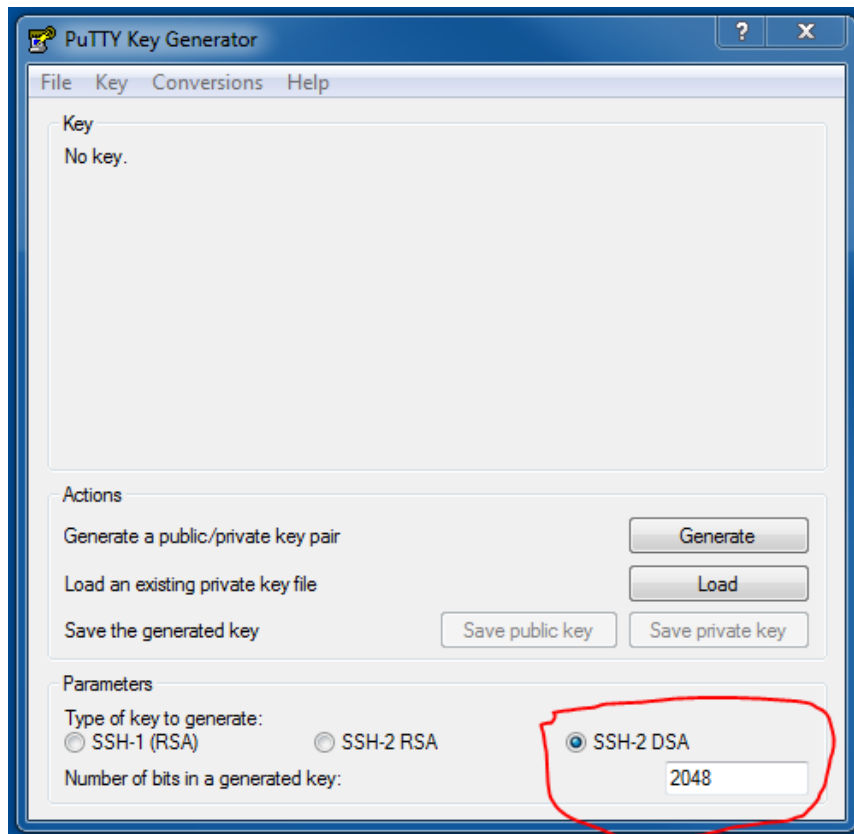 PuTTY Key Generator
? X
File Key Conversions Help
Key
No key.
Actions
Generate a public/private key pair Generate
Load an existing private key file Load
Save the generated key Save public key Save private key
Parameters
Type of key to generate:
SSH-1 (RSA) SSH-2 RSA SSH-2 DSA
Number of bits in a generated key: 2048